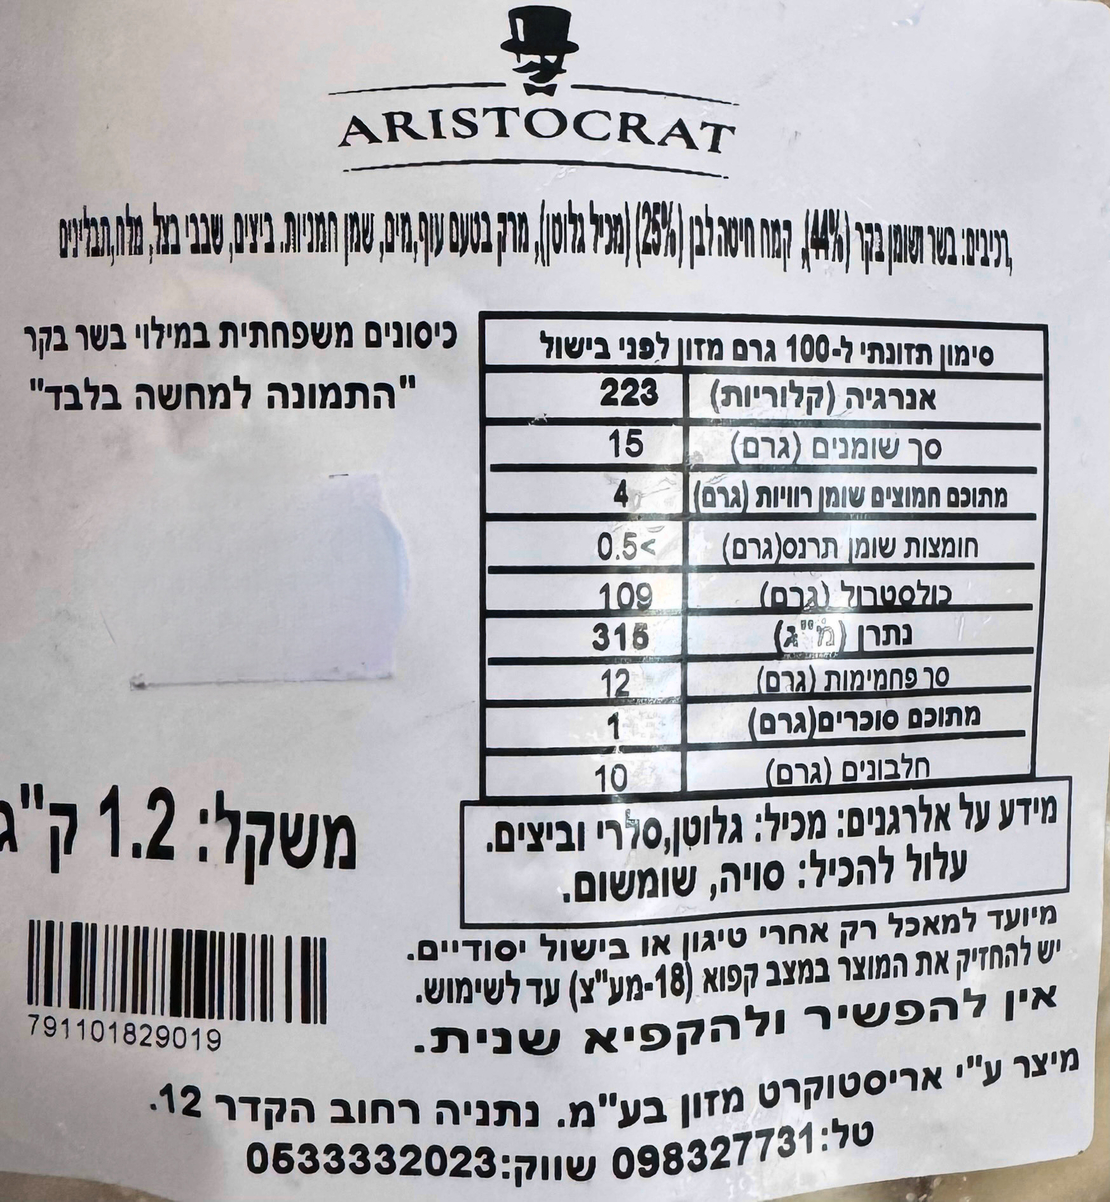 ARISTOCRAT
רכיבים: בשר ושומן בקר (44%), קמח חיטה לבן (25%) (מכיל גלוטן), מרק בטעם עוף,מים, שמן חמניות. ביצים, שבבי בצל, מלח,תבלינים,
כיסונים משפחתית במילוי בשר בקר
"התמונה למחשה בלבד"
סימון תזונתי ל-100 גרם מזון לפני בישול
אנרגיה (קלוריות) 223
סך שומנים (גרם) 15
מתוכם חמוצים שומן רוויות (גרם) 4
חומצות שומן תרנס(גרם) 0.5>
כולסטרול (גרם) 109
נתרן (מ"ג) 315
סך פחמימות (גרם) 12
מתוכם סוכרים(גרם) 1
חלבונים (גרם) 10
משקל: 1.2 ק"ג
מידע על אלרגנים: מכיל: גלוטן,סלרי וביצים.
עלול להכיל: סויה, שומשום.
מיועד למאכל רק אחרי טיגון או בישול יסודיים.
יש להחזיק את המוצר במצב קפוא (18-מע"צ) עד לשימוש.
אין להפשיר ולהקפיא שנית.
791101829019
מיצר ע"י אריסטוקרט מזון בע"מ. נתניה רחוב הקדר 12.
טל:098327731 שווק:0533332023